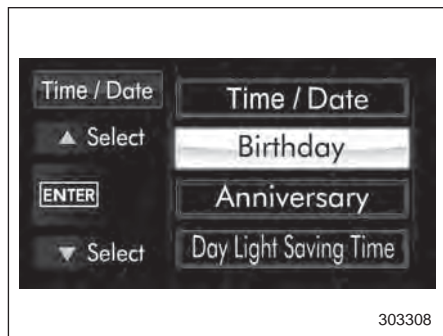 Time / Date
▲ Select
ENTER
▼ Select
Time / Date
Birthday
Anniversary
Day Light Saving Time
303308